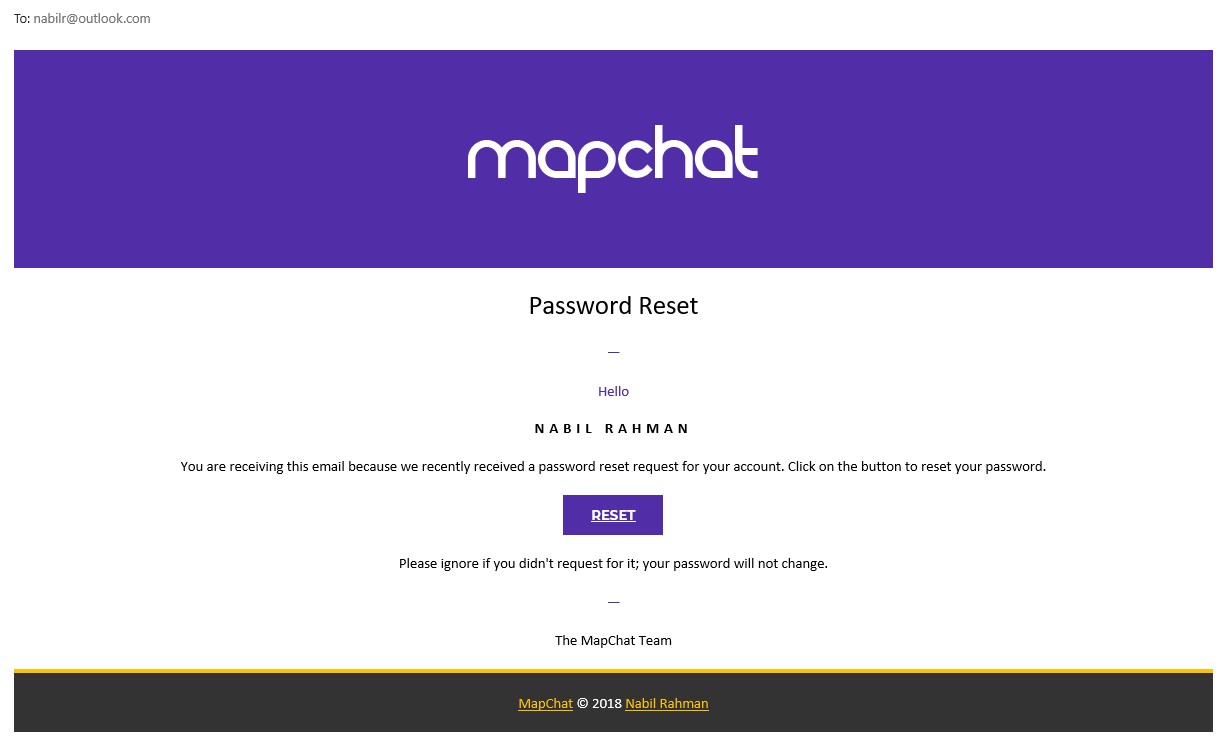 To: nabilr@outlook.com
mapchat
Password Reset
—
Hello
NABIL RAHMAN
You are receiving this email because we recently received a password reset request for your account. Click on the button to reset your password.
RESET
Please ignore if you didn't request for it; your password will not change.
—
The MapChat Team
MapChat © 2018 Nabil Rahman